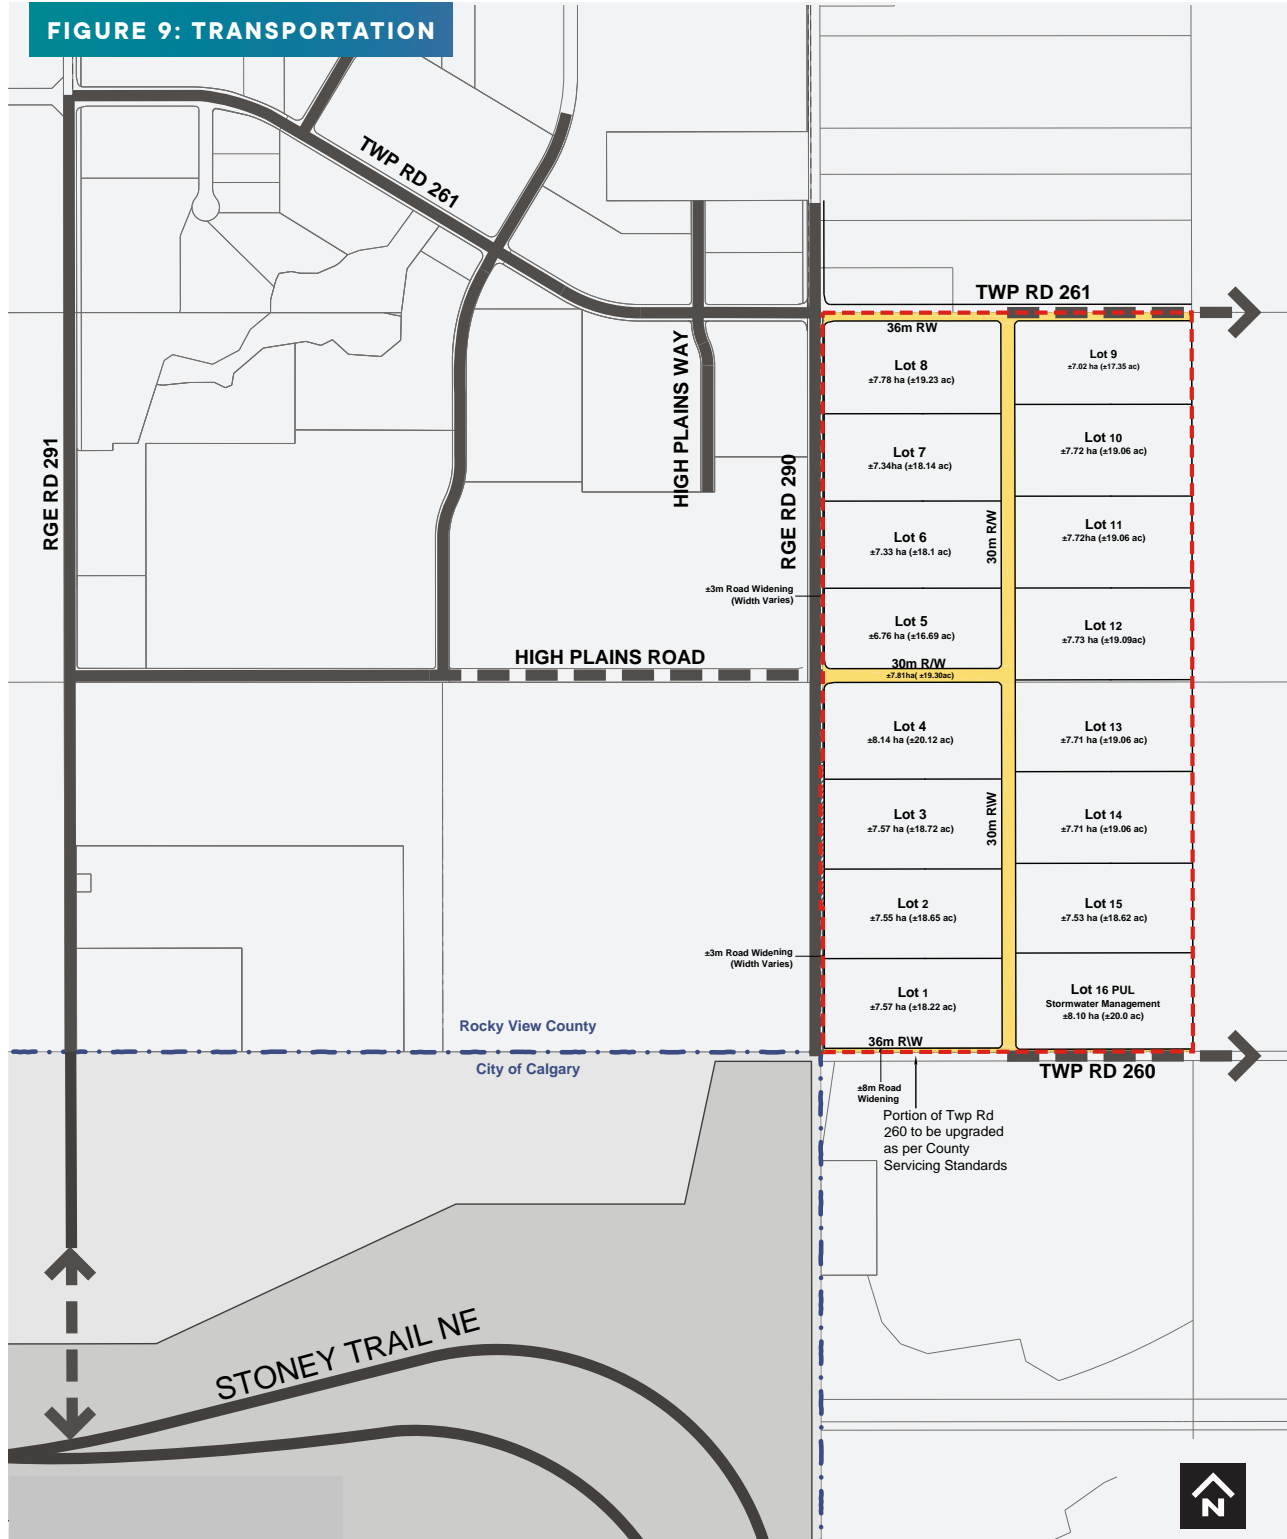 FIGURE 9: TRANSPORTATION
TWP RD 261
TWP RD 261
36m RW
Lot 8
±7.78 ha (±19.23 ac)
Lot 9
±7.02 ha (±17.35 ac)
HIGH PLAINS WAY
RGE RD 291
RGE RD 290
Lot 7
±7.34ha (±18.14 ac)
Lot 10
±7.72 ha (±19.06 ac)
Lot 6
±7.33 ha (±18.1 ac)
30m R/W
Lot 11
±7.72ha (±19.06 ac)
±3m Road Widening
(Width Varies)
Lot 5
±6.76 ha (±16.69 ac)
Lot 12
±7.73 ha (±19.09ac)
HIGH PLAINS ROAD
30m R/W
±7.81ha( ±19.30ac)
Lot 4
±8.14 ha (±20.12 ac)
Lot 13
±7.71 ha (±19.06 ac)
Lot 3
±7.57 ha (±18.72 ac)
30m R\W
Lot 14
±7.71 ha (±19.06 ac)
Lot 2
±7.55 ha (±18.65 ac)
Lot 15
±7.53 ha (±18.62 ac)
±3m Road Widening
(Width Varies)
Lot 1
±7.57 ha (±18.22 ac)
Lot 16 PUL
Stormwater Management
±8.10 ha (±20.0 ac)
Rocky View County
City of Calgary
36m R\W
TWP RD 260
±8m Road
Widening
Portion of Twp Rd
260 to be upgraded
as per County
Servicing Standards
STONEY TRAIL NE
N